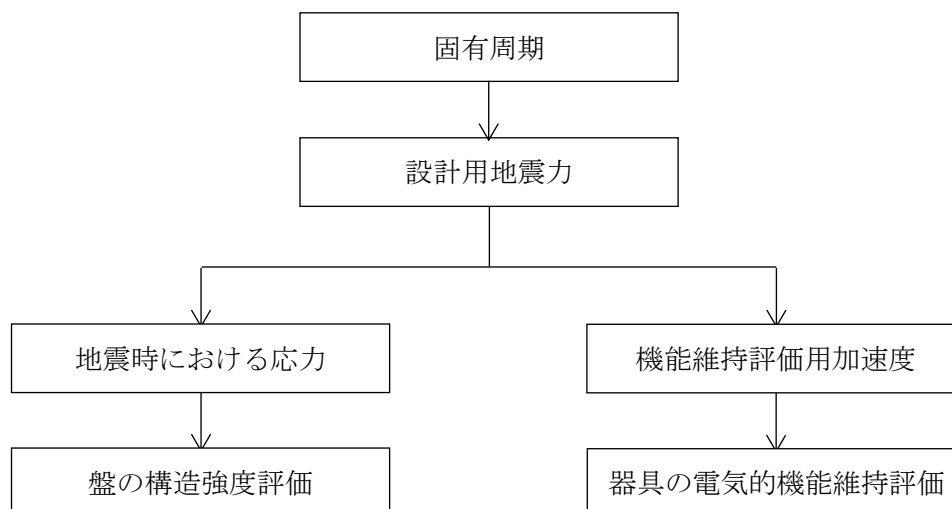 固有周期
設計用地震力
地震時における応力
機能維持評価用加速度
盤の構造強度評価
器具の電気的機能維持評価